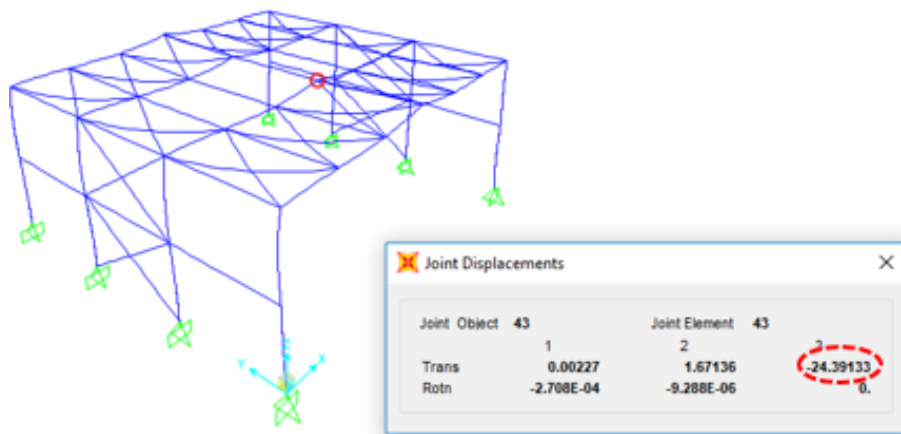 Joint Displacements
Joint Object 43 Joint Element 43
1 2 3
Trans 0.00227 1.67136 -24.39133
Rotn -2.708E-04 -9.288E-06 0.
Y Z X